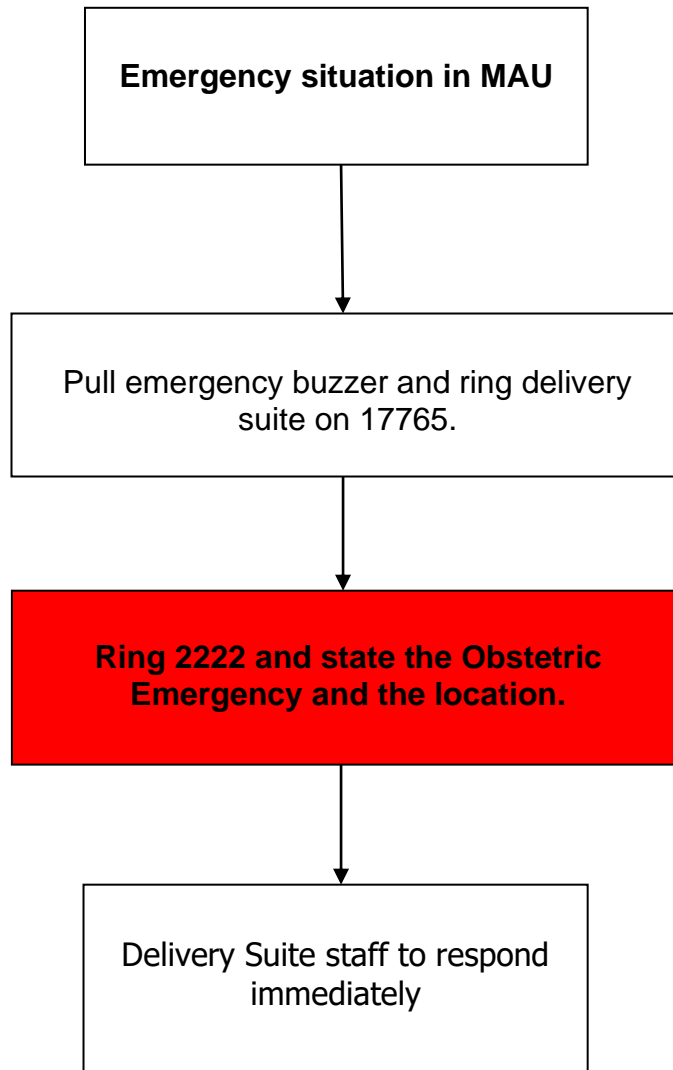 Emergency situation in MAU
Pull emergency buzzer and ring delivery
suite on 17765.
Ring 2222 and state the Obstetric
Emergency and the location.
Delivery Suite staff to respond
immediately